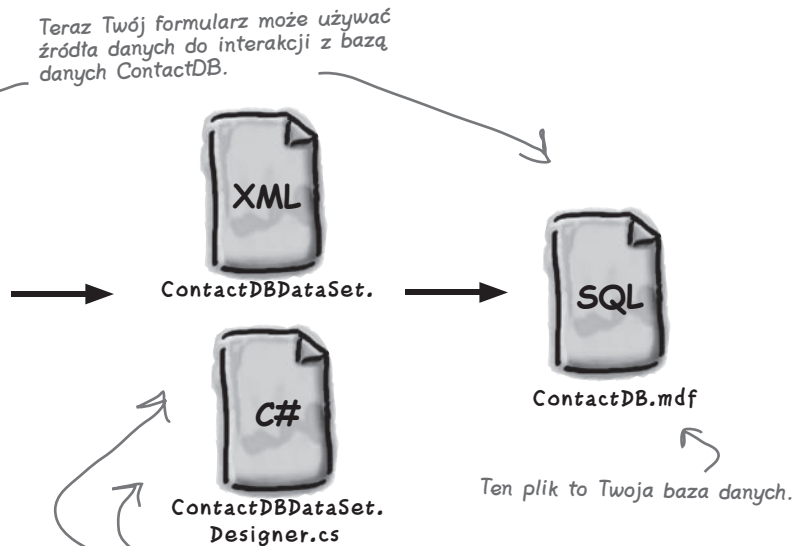 Teraz Twój formularz może używać
źródła danych do interakcji z bazą
danych ContactDB.
XML
ContactDBDataSet.
SQL
ContactDB.mdf
C#
ContactDBDataSet.
Designer.cs
Ten plik to Twoja baza danych.